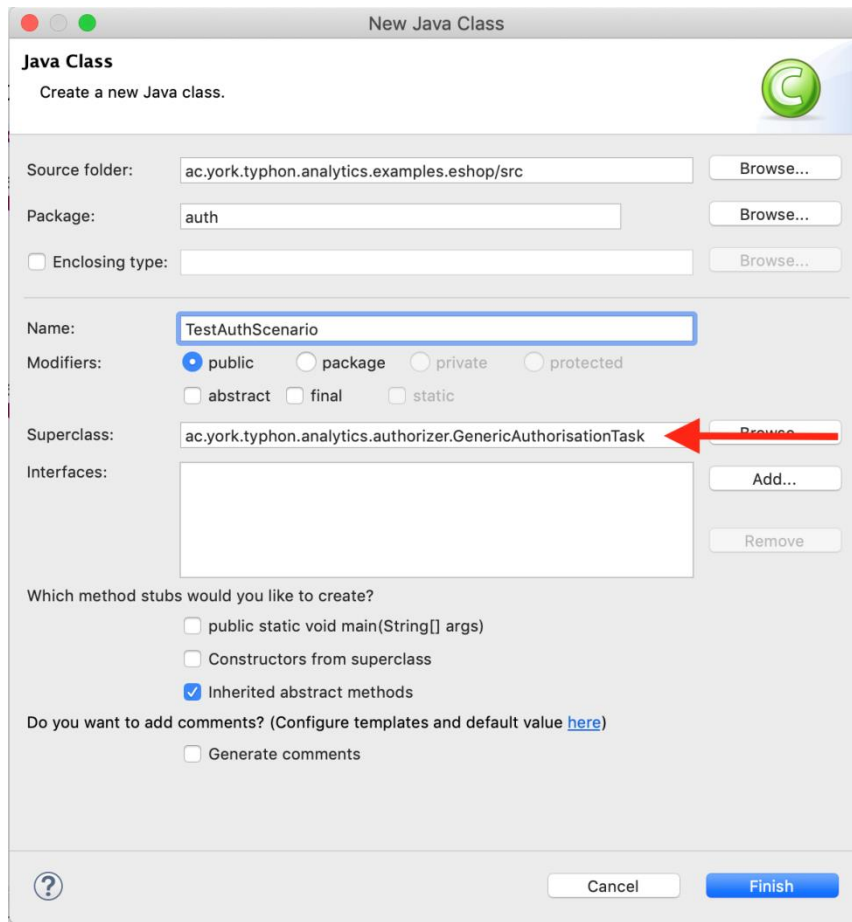 New Java Class
Java Class
Create a new Java class.
C
Source folder: ac.york.typhon.analytics.examples.eshop/src Browse...
Package: auth Browse...
Enclosing type: Browse...
Name: TestAuthScenario
Modifiers: public package private protected
abstract final static
Superclass: ac.york.typhon.analytics.authorizer.GenericAuthorisationTask Browse...
Interfaces: Add...
Remove
Which method stubs would you like to create?
public static void main(String[] args)
Constructors from superclass
Inherited abstract methods
Do you want to add comments? (Configure templates and default value here)
Generate comments
? Cancel Finish